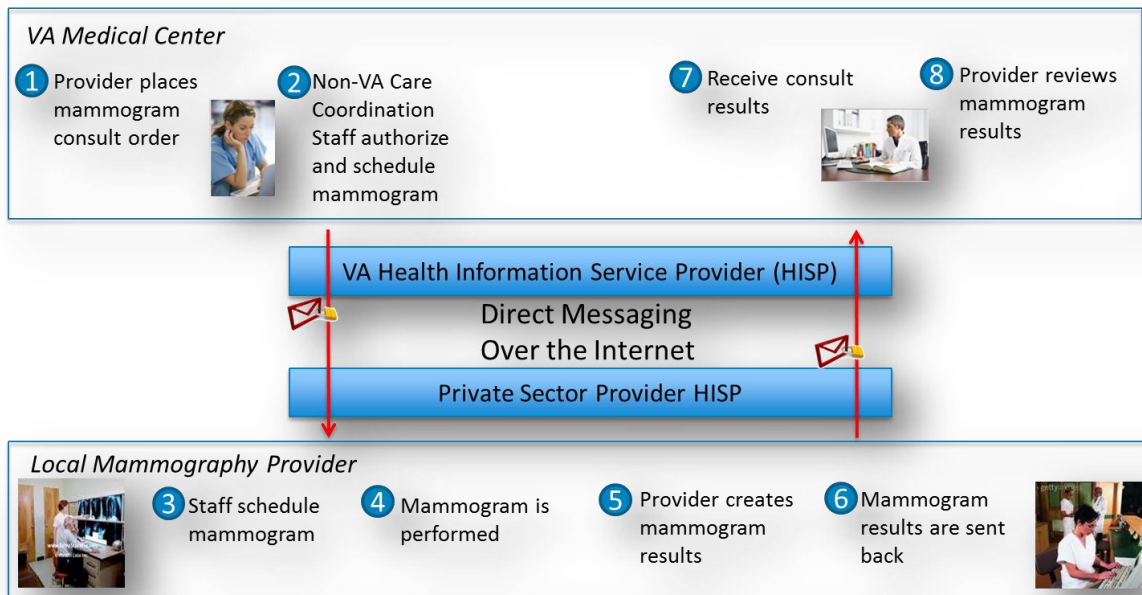 VA Medical Center
1 Provider places
mammogram
consult order
2 Non-VA Care
Coordination
Staff authorize
and schedule
mammogram
7 Receive consult
results
8 Provider reviews
mammogram
results
VA Health Information Service Provider (HISP)
Direct Messaging
Over the Internet
Private Sector Provider HISP
Local Mammography Provider
3 Staff schedule
mammogram
4 Mammogram is
performed
5 Provider creates
mammogram
results
6 Mammogram
results are sent
back